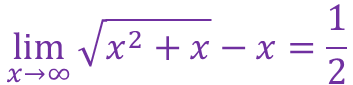 lim x→∞ √(x² + x) − x = 1/2